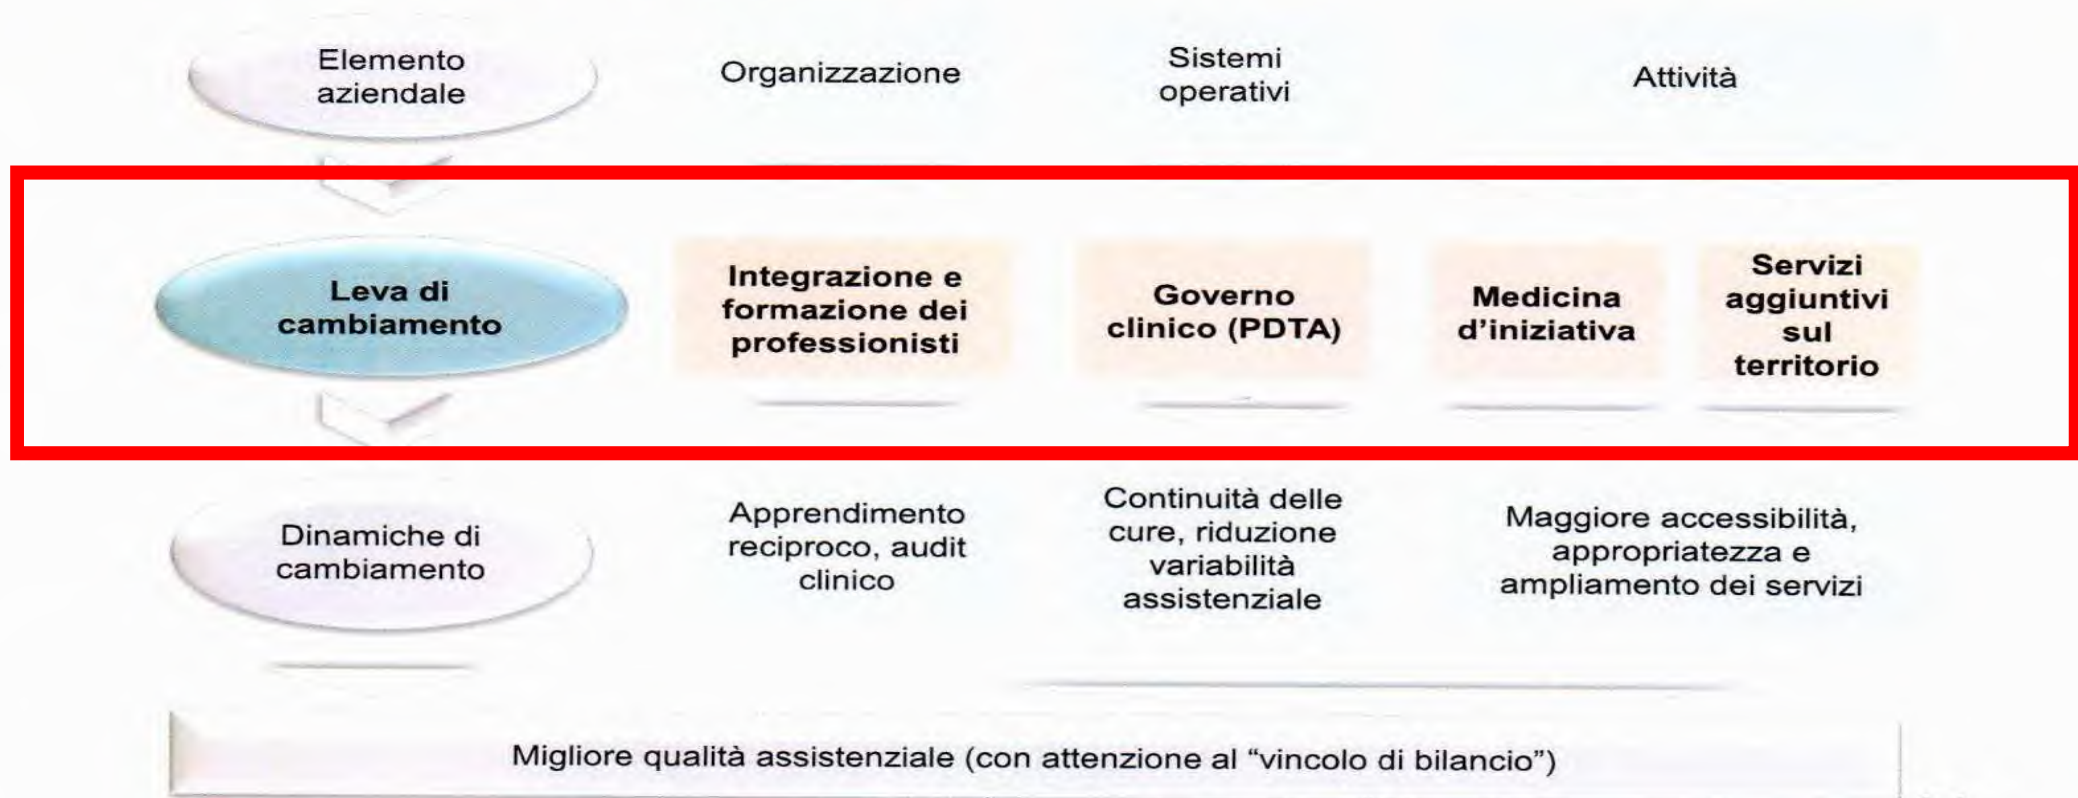 Elemento
aziendale
Organizzazione
Sistemi
operativi
Attività
Leva di
cambiamento
Integrazione e
formazione dei
professionisti
Governo
clinico (PDTA)
Medicina
d'iniziativa
Servizi
aggiuntivi
sul
territorio
Dinamiche di
cambiamento
Apprendimento
reciproco, audit
clinico
Continuità delle
cure, riduzione
variabilità
assistenziale
Maggiore accessibilità,
appropriatezza e
ampliamento dei servizi
Migliore qualità assistenziale (con attenzione al “vincolo di bilancio”)